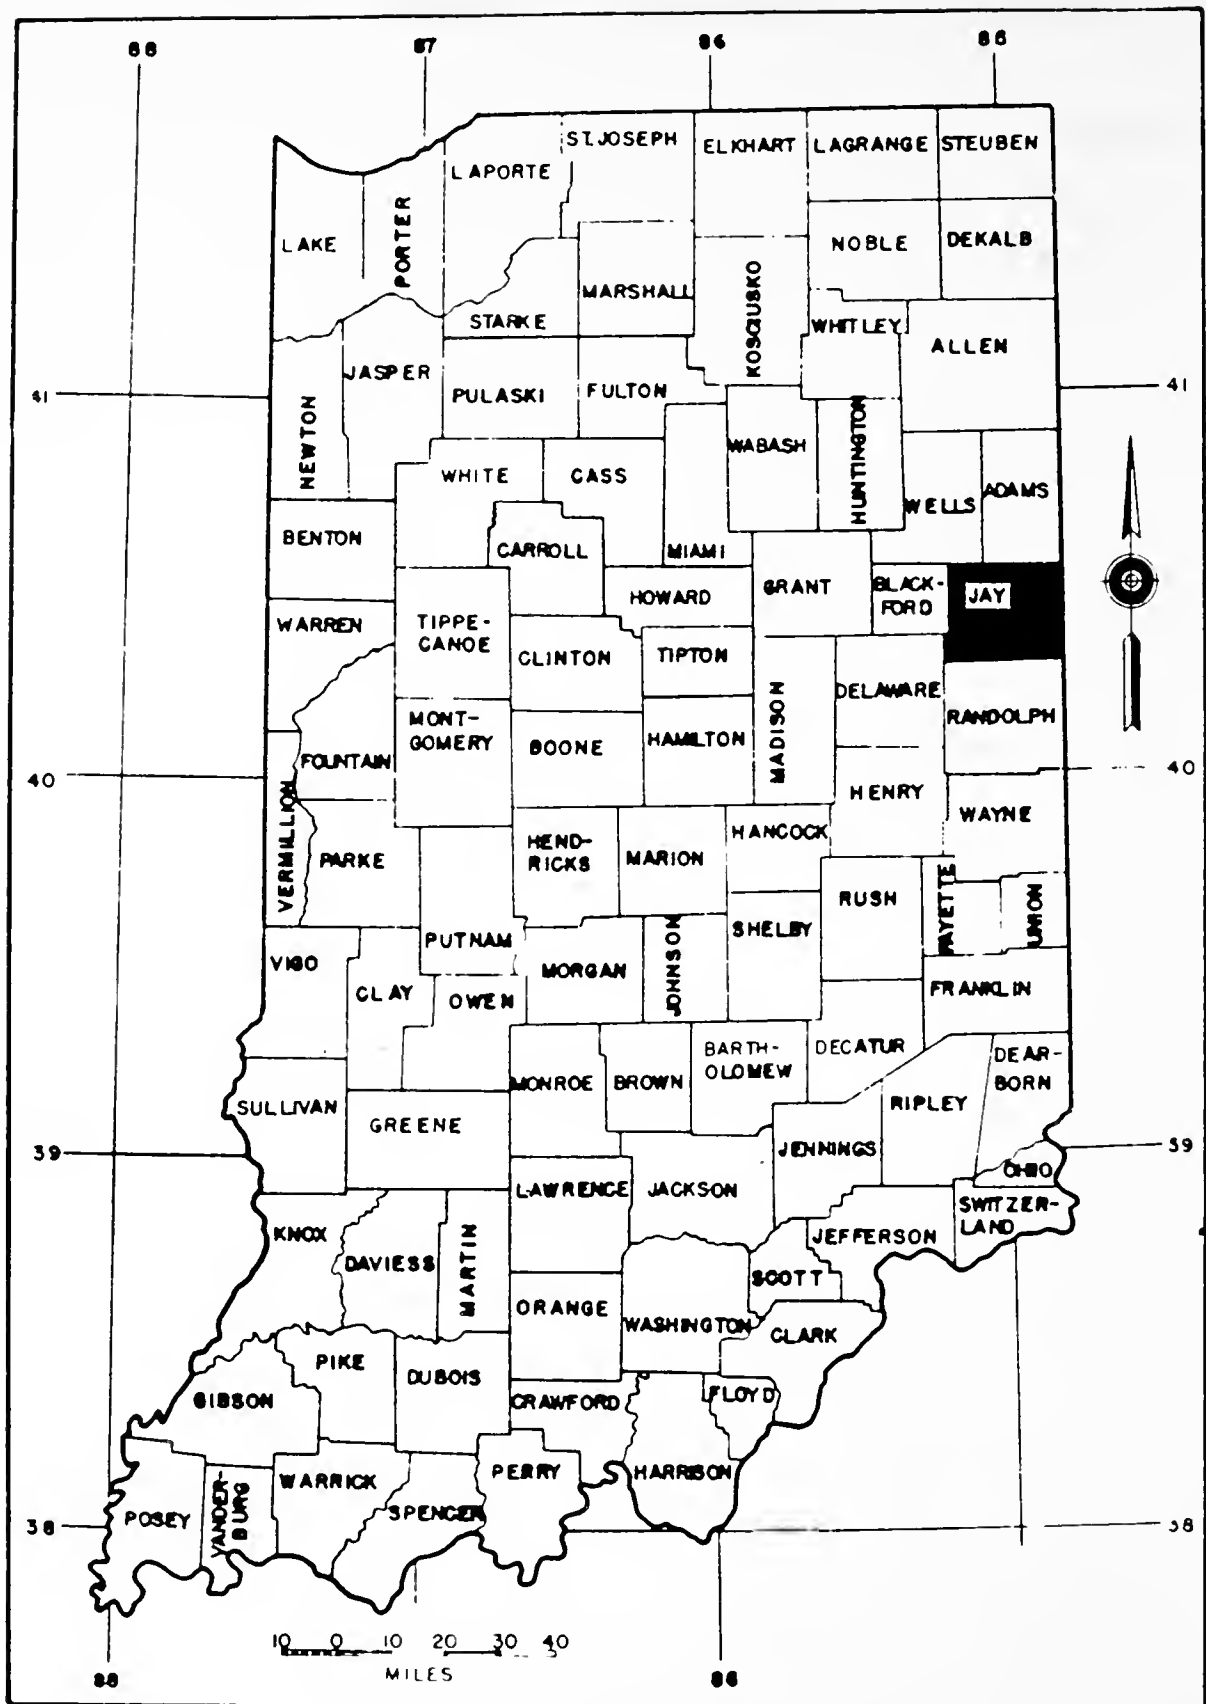 88 87 86 85
ST. JOSEPH
ELKHART
LAGRANGE
STEUBEN
LAPORTE
LAKE
PORTER
NOBLE
DEKALB
MARSHALL
STARKE
KOSCIUSKO
WHITLEY
ALLEN
JASPER
PULASKI
FULTON
41 41
NEWTON
WHITE
CASS
WABASH
HUNTINGTON
WELLS
ADAMS
BENTON
CARROLL
MIAMI
GRANT
BLACK-
FORD
JAY
HOWARD
WARREN
TIPPE-
CANOE
CLINTON
TIPTON
MADISON
DELAWARE
RANDOLPH
MONT-
GOMERY
BOONE
HAMILTON
FOUNTAIN
40 40
VERMILLION
HENRY
WAYNE
HANCOCK
PARKE
HEND-
RICKS
MARION
RUSH
FAYETTE
UNION
SHELBY
PUTNAM
VIGO
MORGAN
JOHNSON
CLAY
OWEN
FRANKLIN
DECATUR
BARTH-
OLOMEW
DEAR-
BORN
MONROE
BROWN
RIPLEY
SULLIVAN
GREENE
JENNINGS
39 39
OHIO
LAWRENCE
JACKSON
SWITZER-
LAND
KNOX
DAVIESS
MARTIN
JEFFERSON
SCOTT
ORANGE
WASHINGTON
CLARK
PIKE
DUBOIS
GIBSON
CRAWFORD
FLOYD
WARRICK
PERRY
HARRISON
POSEY
VANDER-
BURG
SPENCER
38 38
10 0 10 20 30 40
MILES
88 86